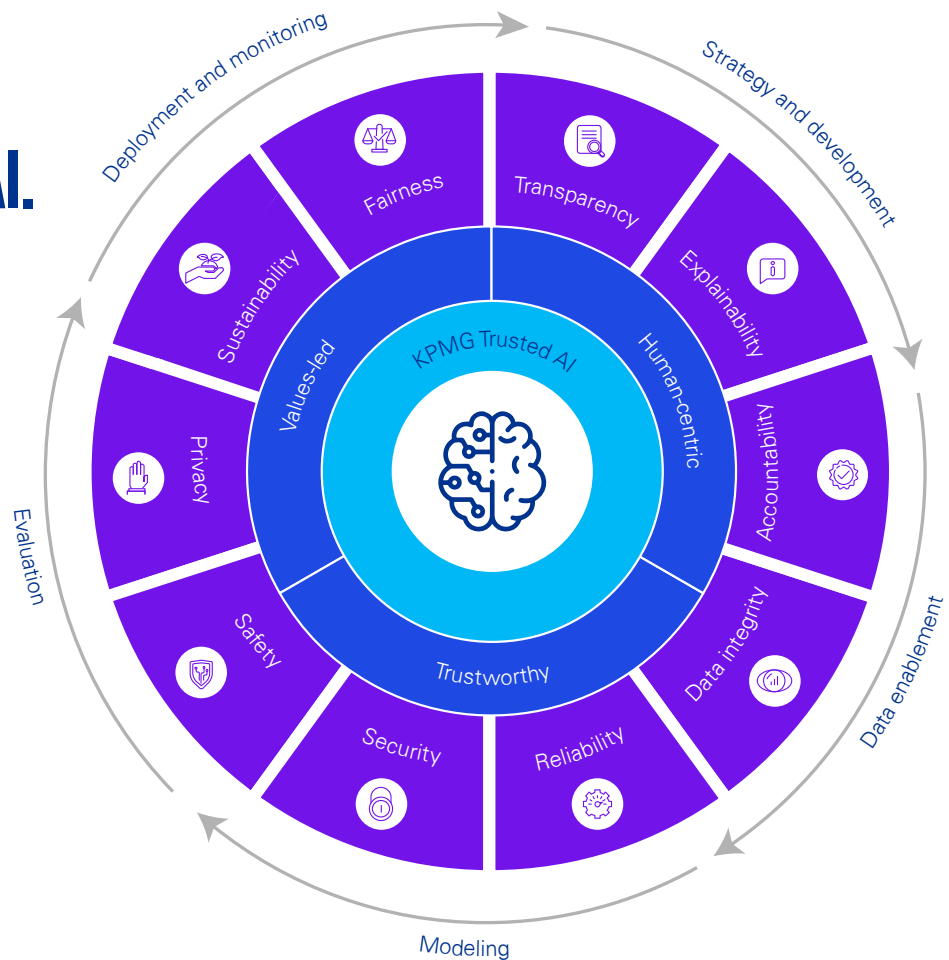 AI.
Deployment and monitoring
Strategy and development
Data enablement
Modeling
Evaluation
Fairness
Transparency
Explainability
Accountability
Data integrity
Reliability
Security
Safety
Privacy
Sustainability
Values-led
Human-centric
Trustworthy
KPMG Trusted AI